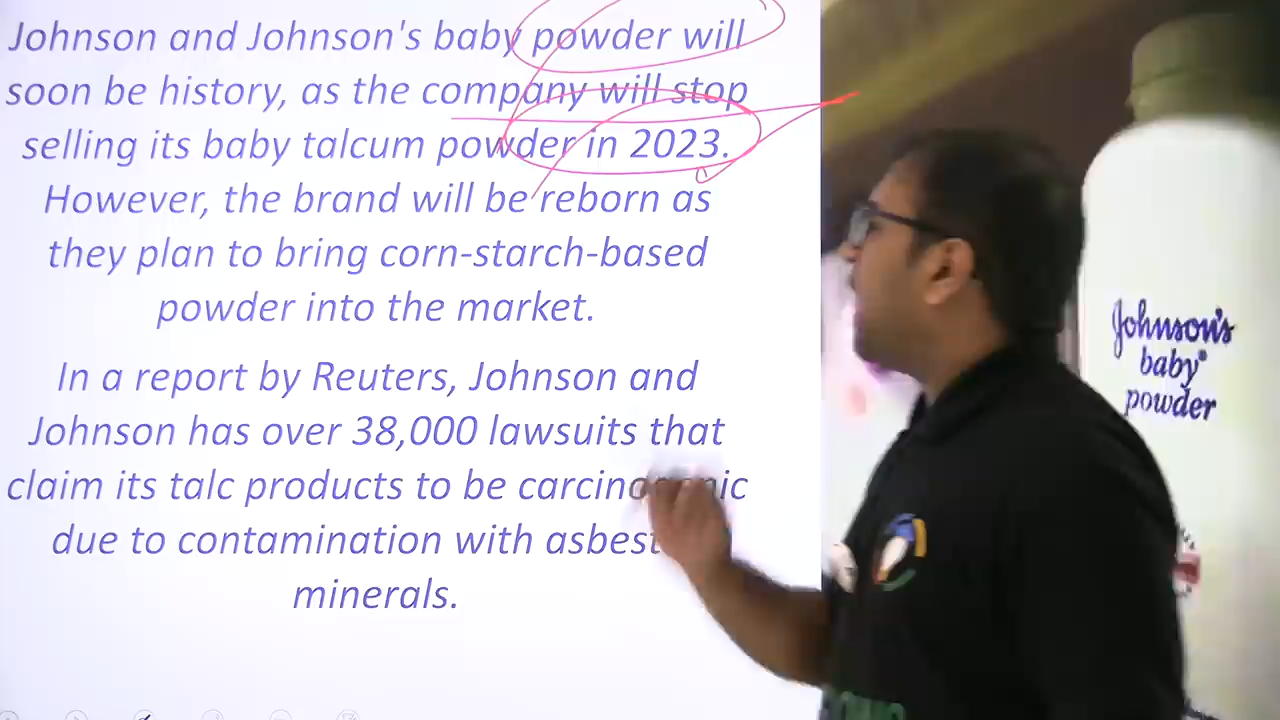 Johnson and Johnson's baby powder will
soon be history, as the company will stop
selling its baby talcum powder in 2023.
However, the brand will be reborn as
they plan to bring corn-starch-based
powder into the market.
In a report by Reuters, Johnson and
Johnson has over 38,000 lawsuits that
claim its talc products to be
due to contamination with
minerals.
Johnson's
baby®
powder